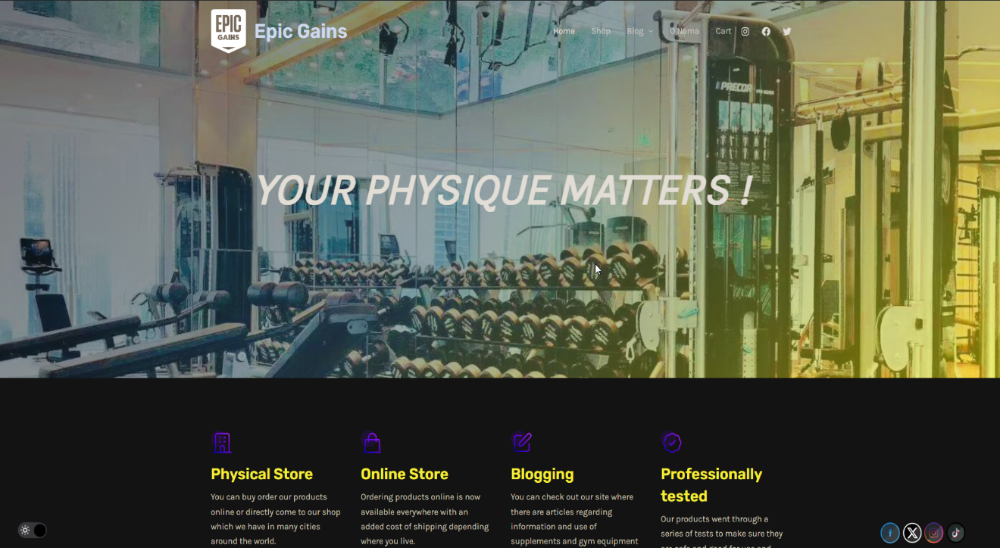 EPIC
GAINS
Epic Gains
Home
Shop
Blog
O Nama
Cart
PRECOR
YOUR PHYSIQUE MATTERS !
Physical Store
You can buy order our products
online or directly come to our shop
which we have in many cities
around the world.
Online Store
Ordering products online is now
available everywhere with an
added cost of shipping depending
where you live.
Blogging
You can check out our site where
there are articles regarding
information and use of
supplements and gym equipment
Professionally
tested
Our products went through a
series of tests to make sure they